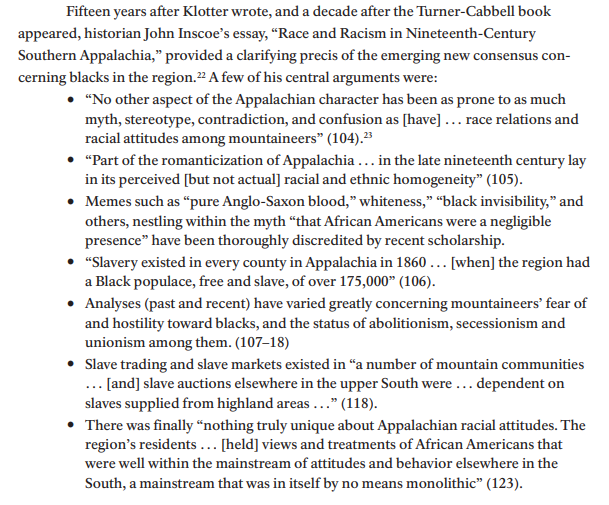 Fifteen years after Klotter wrote, and a decade after the Turner-Cabbell book
appeared, historian John Inscoe's essay, “Race and Racism in Nineteenth-Century
Southern Appalachia,” provided a clarifying precis of the emerging new consensus con-
cerning blacks in the region.²² A few of his central arguments were:
• “No other aspect of the Appalachian character has been as prone to as much
myth, stereotype, contradiction, and confusion as [have] . . . race relations and
racial attitudes among mountaineers” (104).²³
• “Part of the romanticization of Appalachia . . . in the late nineteenth century lay
in its perceived [but not actual] racial and ethnic homogeneity” (105).
• Memes such as “pure Anglo-Saxon blood,” whiteness,” “black invisibility,” and
others, nestling within the myth “that African Americans were a negligible
presence” have been thoroughly discredited by recent scholarship.
• “Slavery existed in every county in Appalachia in 1860 . . . [when] the region had
a Black populace, free and slave, of over 175,000” (106).
• Analyses (past and recent) have varied greatly concerning mountaineers' fear of
and hostility toward blacks, and the status of abolitionism, secessionism and
unionism among them. (107–18)
• Slave trading and slave markets existed in “a number of mountain communities
. . . [and] slave auctions elsewhere in the upper South were . . . dependent on
slaves supplied from highland areas . . .” (118).
• There was finally “nothing truly unique about Appalachian racial attitudes. The
region's residents . . . [held] views and treatments of African Americans that
were well within the mainstream of attitudes and behavior elsewhere in the
South, a mainstream that was in itself by no means monolithic” (123).